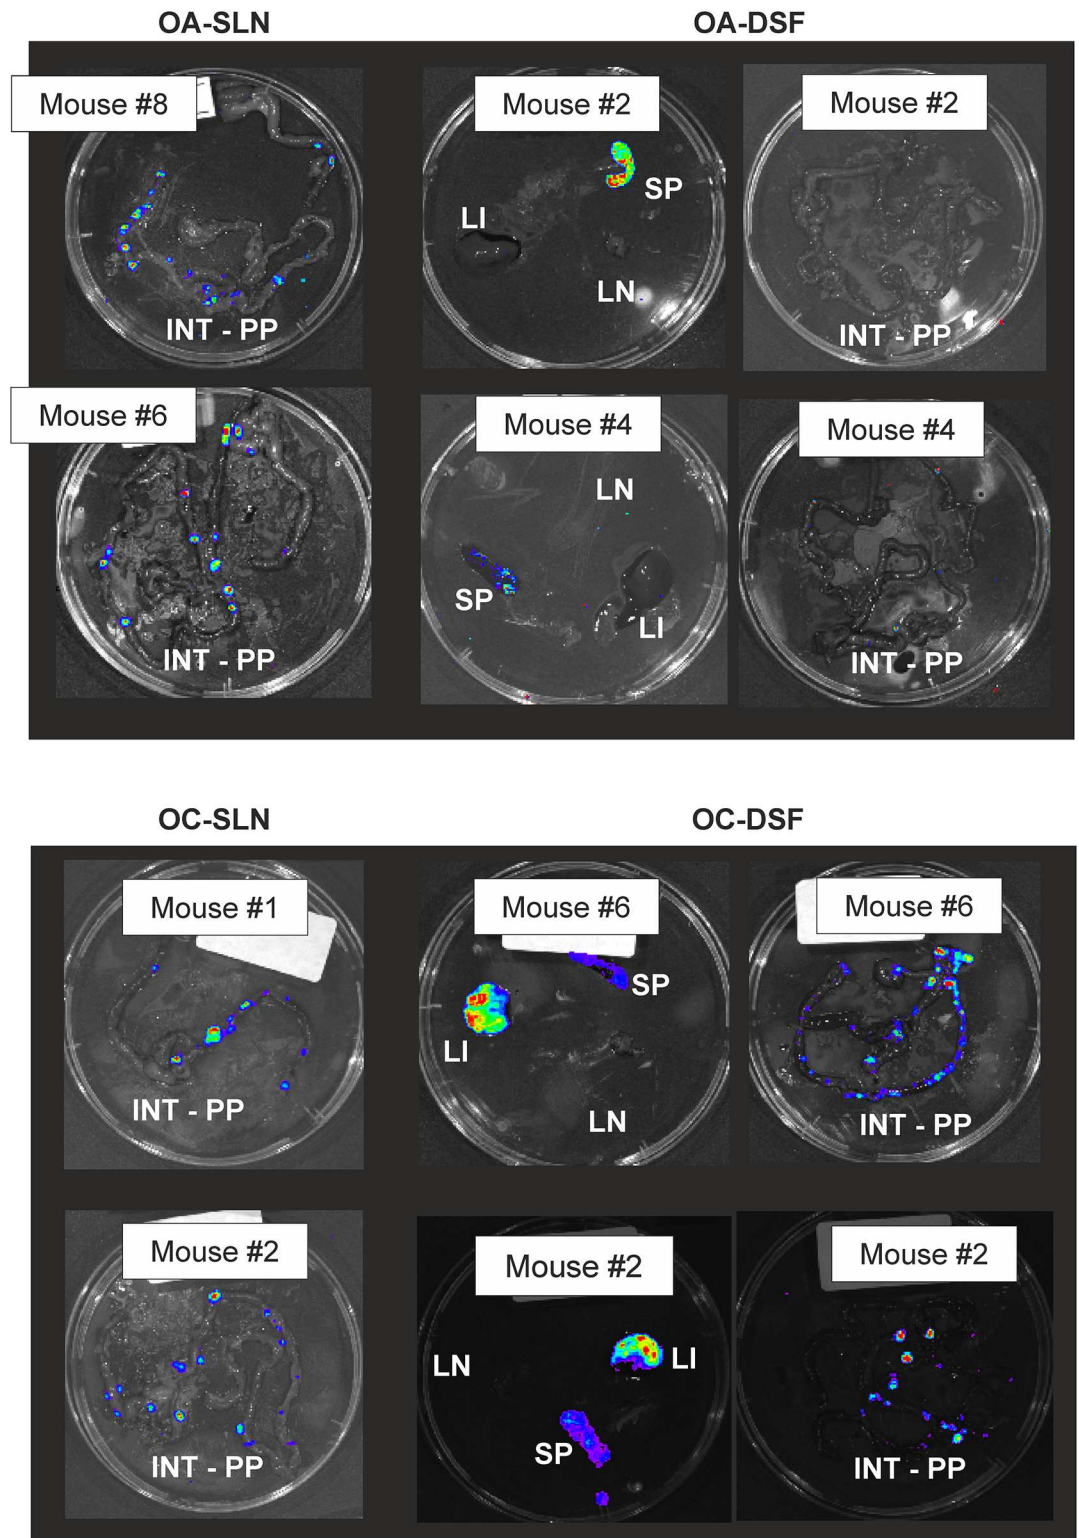 OA-SLN
OA-DSF
Mouse #8
Mouse #2
Mouse #2
SP
LI
LN
INT - PP
INT - PP
Mouse #6
Mouse #4
Mouse #4
LN
SP
LI
INT - PP
INT - PP
OC-SLN
OC-DSF
Mouse #1
Mouse #6
Mouse #6
SP
LI
INT - PP
LN
INT - PP
Mouse #2
Mouse #2
Mouse #2
LN
LI
SP
INT - PP
INT - PP